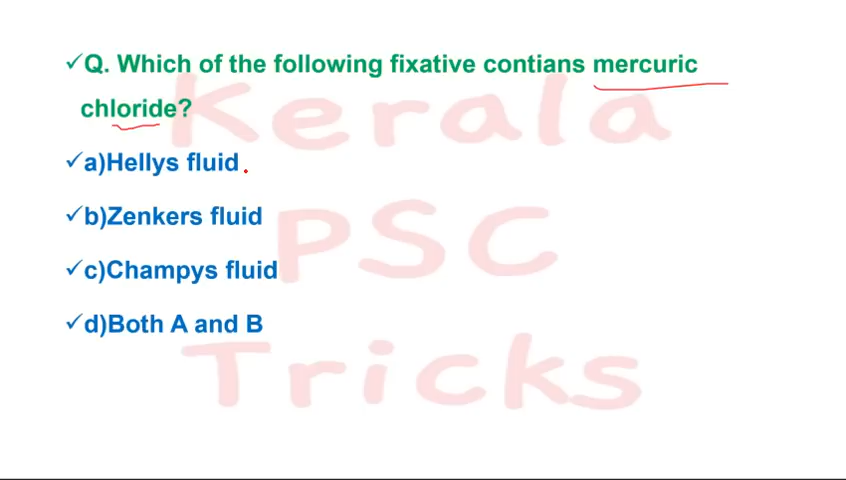 ✓Q. Which of the following fixative contians mercuric
chloride?
✓a)Hellys fluid
✓b)Zenkers fluid
✓c)Champys fluid
✓d)Both A and B
Kerala
PSC
Tricks